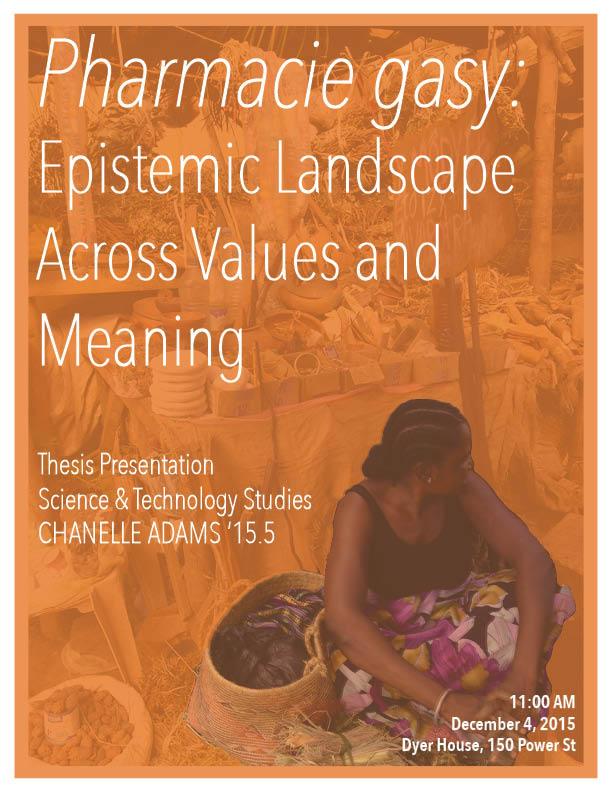 Pharmacie gasy:
Epistemic Landscape
Across Values and
Meaning
Thesis Presentation
Science & Technology Studies
CHANELLE ADAMS '15.5
11:00 AM
December 4, 2015
Dyer House, 150 Power St